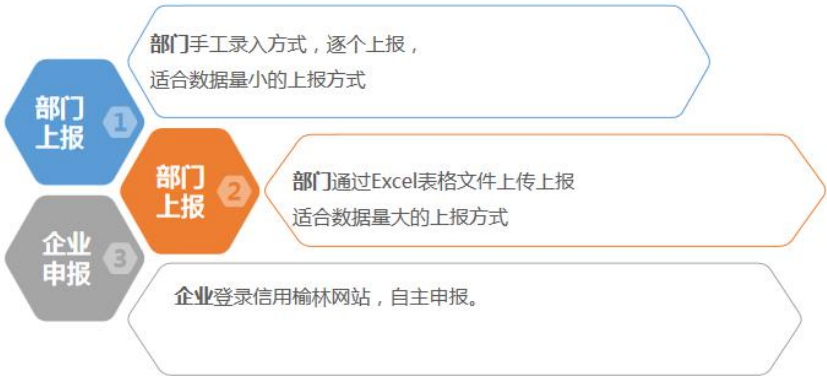 部门手工录入方式，逐个上报，
适合数据量小的上报方式
部门
上报
1
部门
上报
2
部门通过Excel表格文件上传上报
适合数据量大的上报方式
企业
申报
3
企业登录信用榆林网站，自主申报。